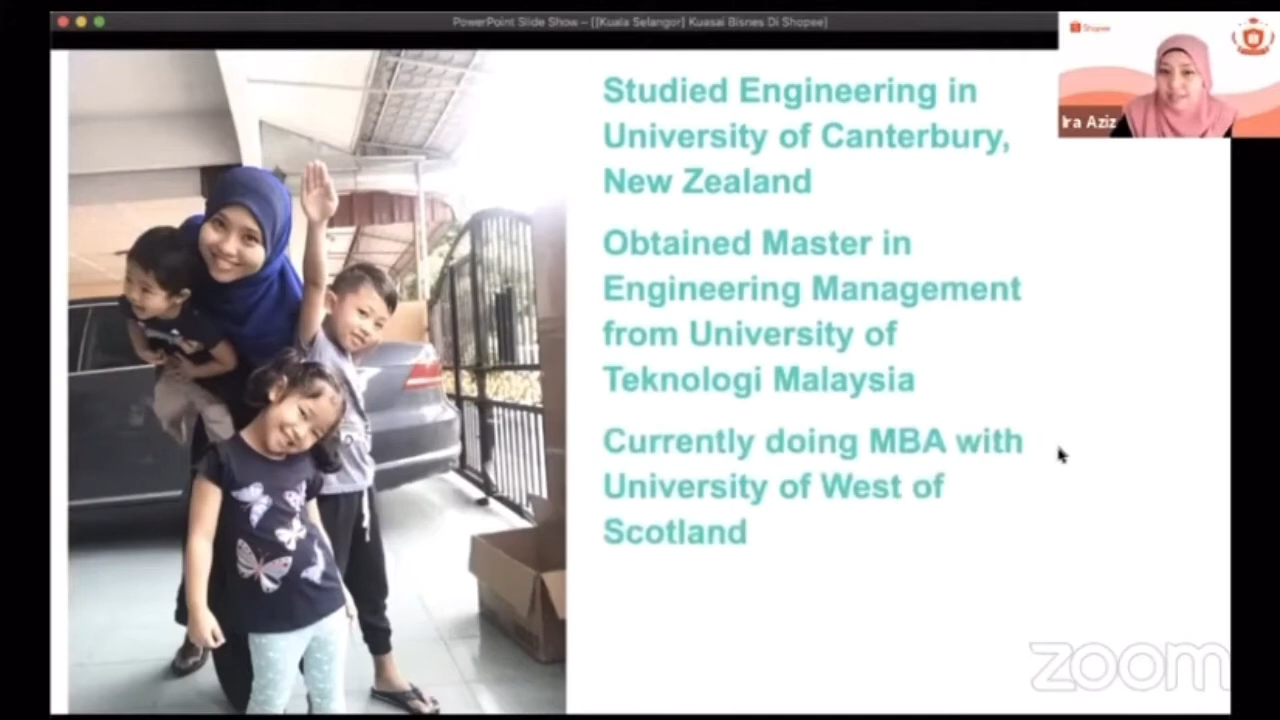 PowerPoint Slide Show – [[Kuala Selangor] Kuasai Bisnes Di Shopee]
Shopee
Ira Aziz
Studied Engineering in
University of Canterbury,
New Zealand
Obtained Master in
Engineering Management
from University of
Teknologi Malaysia
Currently doing MBA with
University of West of
Scotland
zoom